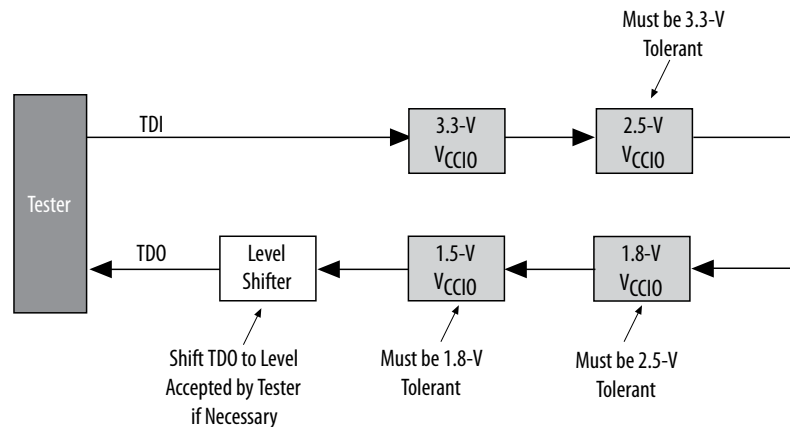 Must be 3.3-V
Tolerant
TDI
3.3-V
VCCIO
2.5-V
VCCIO
Tester
TDO
Level
Shifter
1.5-V
VCCIO
1.8-V
VCCIO
Shift TDO to Level
Accepted by Tester
if Necessary
Must be 1.8-V
Tolerant
Must be 2.5-V
Tolerant